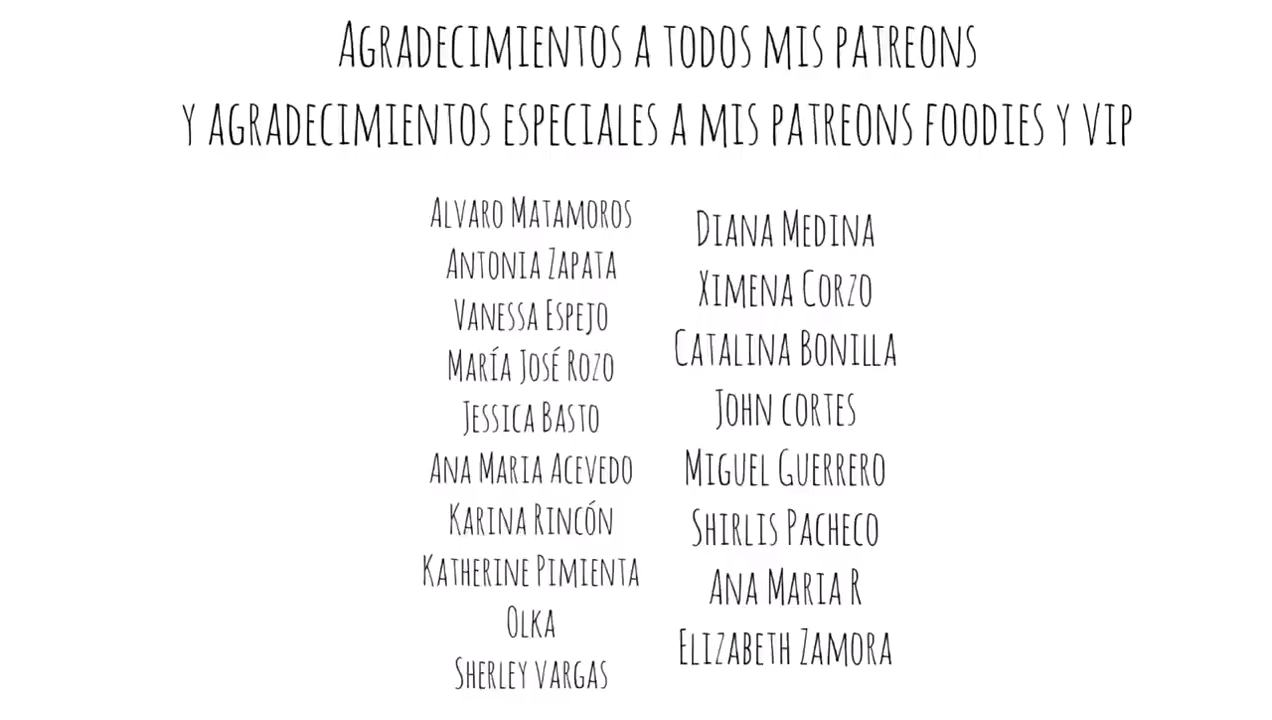 Agradecimientos a todos mis patreons
y agradecimientos especiales a mis patreons foodies y vip
Alvaro Matamoros
Antonia Zapata
Vanessa Espejo
María José Rozo
Jessica Basto
Ana Maria Acevedo
Karina Rincón
Katherine Pimienta
Olka
Sherley vargas
Diana Medina
Ximena Corzo
Catalina Bonilla
John cortes
Miguel Guerrero
Shirlis Pacheco
Ana Maria R
Elizabeth Zamora